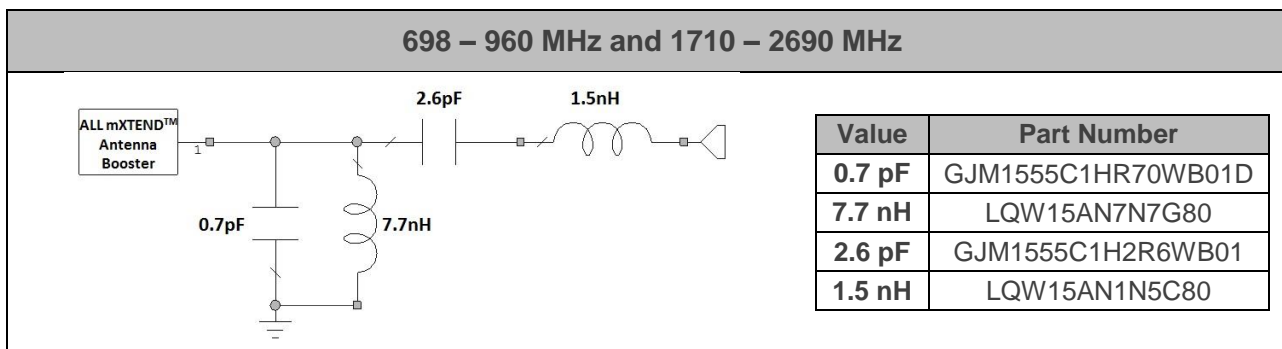 698 – 960 MHz and 1710 – 2690 MHz
ALL mXTEND™
Antenna
Booster
1
2.6pF
1.5nH
0.7pF
7.7nH
Value Part Number
0.7 pF GJM1555C1HR70WB01D
7.7 nH LQW15AN7N7G80
2.6 pF GJM1555C1H2R6WB01
1.5 nH LQW15AN1N5C80